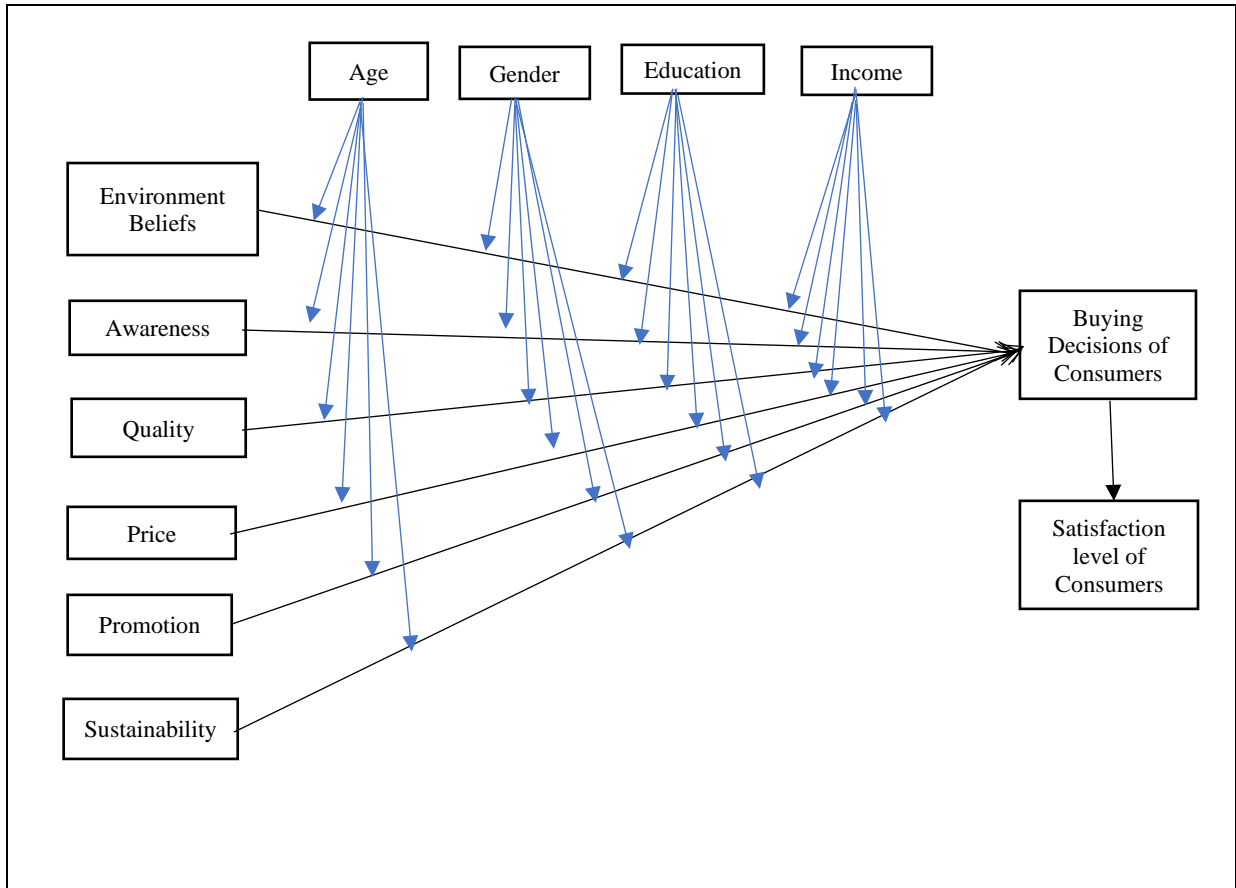 Age
Gender
Education
Income
Environment
Beliefs
Awareness
Quality
Price
Promotion
Sustainability
Buying
Decisions of
Consumers
Satisfaction
level of
Consumers